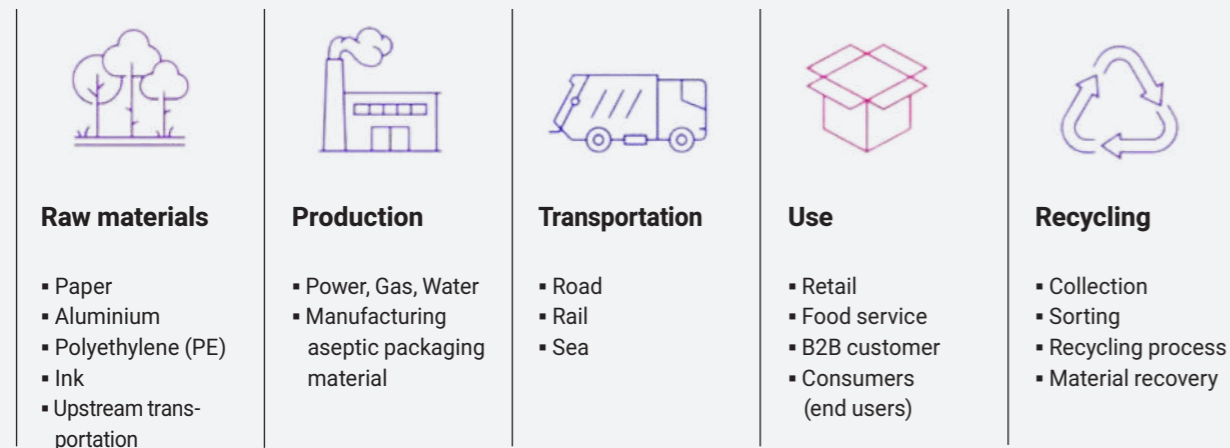 Raw materials
▪ Paper
▪ Aluminium
▪ Polyethylene (PE)
▪ Ink
▪ Upstream trans-
portation
Production
▪ Power, Gas, Water
▪ Manufacturing
aseptic packaging
material
Transportation
▪ Road
▪ Rail
▪ Sea
Use
▪ Retail
▪ Food service
▪ B2B customer
▪ Consumers
(end users)
Recycling
▪ Collection
▪ Sorting
▪ Recycling process
▪ Material recovery